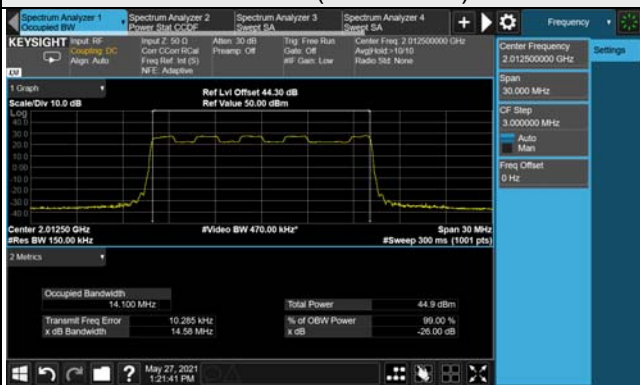 Spectrum Analyzer 1
Occupied BW
Spectrum Analyzer 2
Power Stat CCDF
Spectrum Analyzer 3
Swept SA
Spectrum Analyzer 4
Swept SA
Frequency
KEYSIGHT
Input: RF
Coupling: DC
Align: Auto
Input Z: 50 Ω
Corr CCorr RCal
Freq Ref: Int (S)
NFE: Adaptive
Atten: 30 dB
Preamp: Off
Trig: Free Run
Gate: Off
#IF Gain: Low
Center Freq: 2.012500000 GHz
Avg|Hold:>10/10
Radio Std: None
LXI
Center Frequency
2.012500000 GHz
Settings
Span
30.000 MHz
CF Step
3.000000 MHz
Auto
Man
Freq Offset
0 Hz
1 Graph
Scale/Div 10.0 dB
Ref Lvl Offset 44.30 dB
Ref Value 50.00 dBm
Log
40.0
30.0
20.0
10.0
0.00
-10.0
-20.0
-30.0
-40.0
Center 2.01250 GHz
#Res BW 150.00 kHz
#Video BW 470.00 kHz*
Span 30 MHz
#Sweep 300 ms (1001 pts)
2 Metrics
Occupied Bandwidth
14.100 MHz
Total Power
44.9 dBm
Transmit Freq Error
10.285 kHz
% of OBW Power
99.00 %
x dB Bandwidth
14.58 MHz
x dB
-26.00 dB
?
May 27, 2021
1:21:41 PM